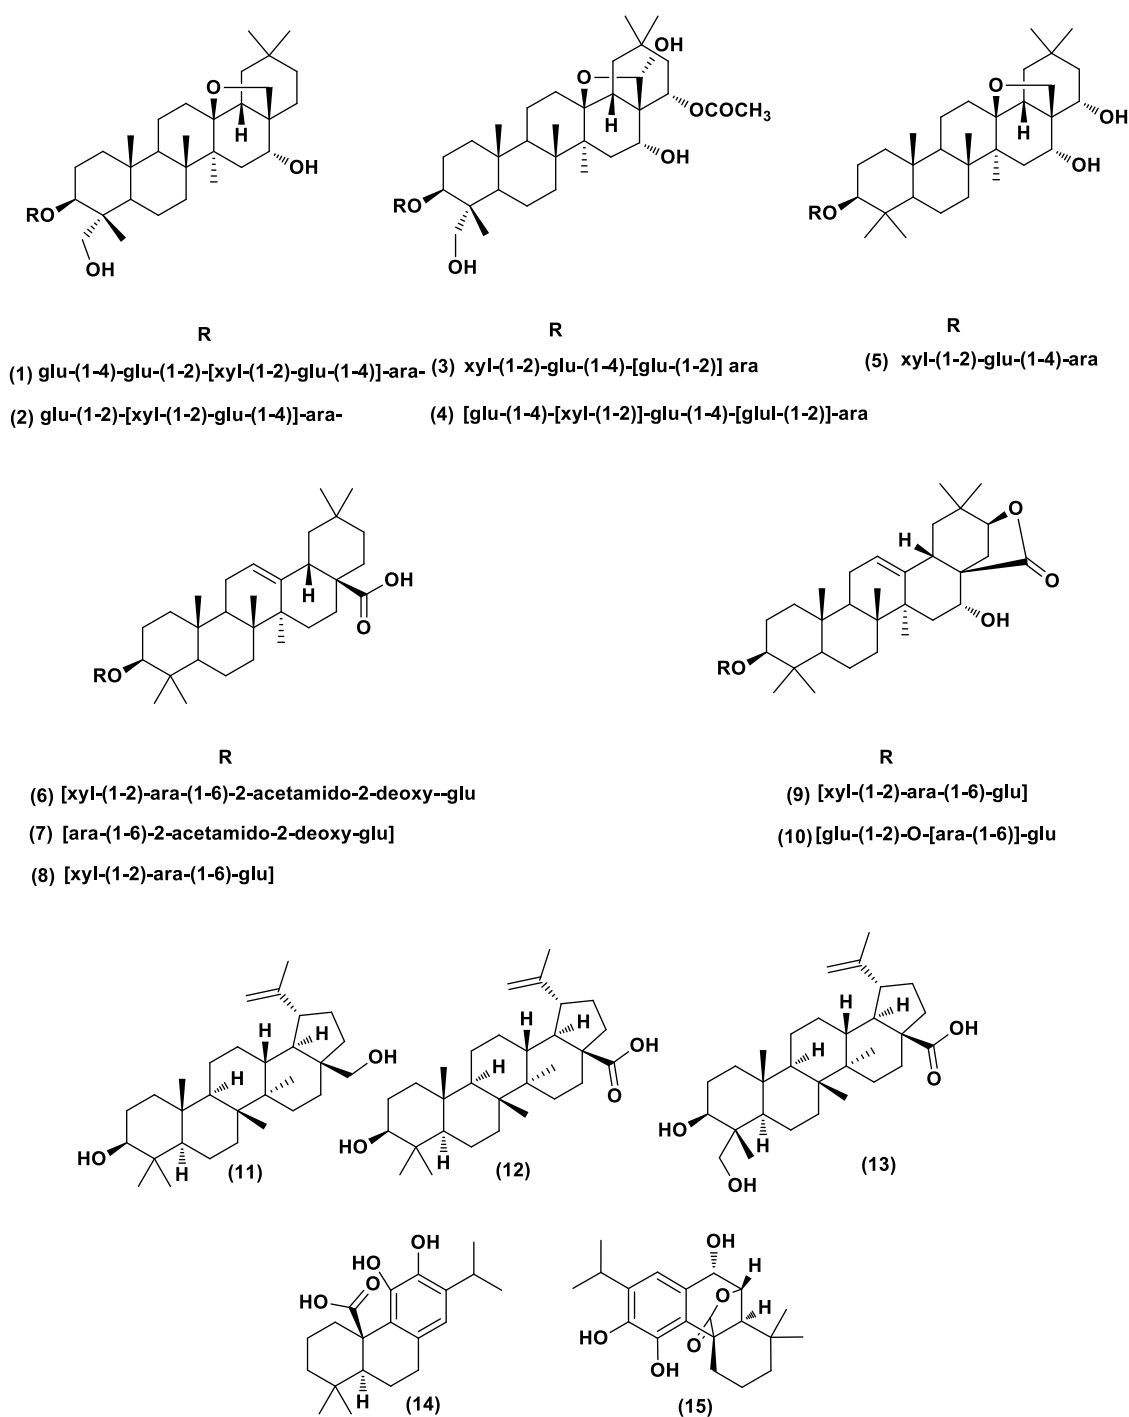 OH
O
O
O
OCOCH3
H
H
H
OH
OH
OH
OH
RO
RO
RO
OH
OH
R
R
R
(1) glu-(1-4)-glu-(1-2)-[xyl-(1-2)-glu-(1-4)]-ara-
(3) xyl-(1-2)-glu-(1-4)-[glu-(1-2)] ara
(5) xyl-(1-2)-glu-(1-4)-ara
(2) glu-(1-2)-[xyl-(1-2)-glu-(1-4)]-ara-
(4) [glu-(1-4)-[xyl-(1-2)]-glu-(1-4)-[glul-(1-2)]-ara
O
H
H
OH
O
O
OH
RO
RO
R
R
(6) [xyl-(1-2)-ara-(1-6)-2-acetamido-2-deoxy--glu
(9) [xyl-(1-2)-ara-(1-6)-glu]
(7) [ara-(1-6)-2-acetamido-2-deoxy-glu]
(10) [glu-(1-2)-O-[ara-(1-6)]-glu
(8) [xyl-(1-2)-ara-(1-6)-glu]
H
H
H
OH
HO
H
(11)
H
H
H
OH
O
HO
H
(12)
H
H
H
OH
O
HO
H
OH
(13)
OH
HO
O
HO
H
(14)
OH
H
O
H
HO
O
OH
(15)